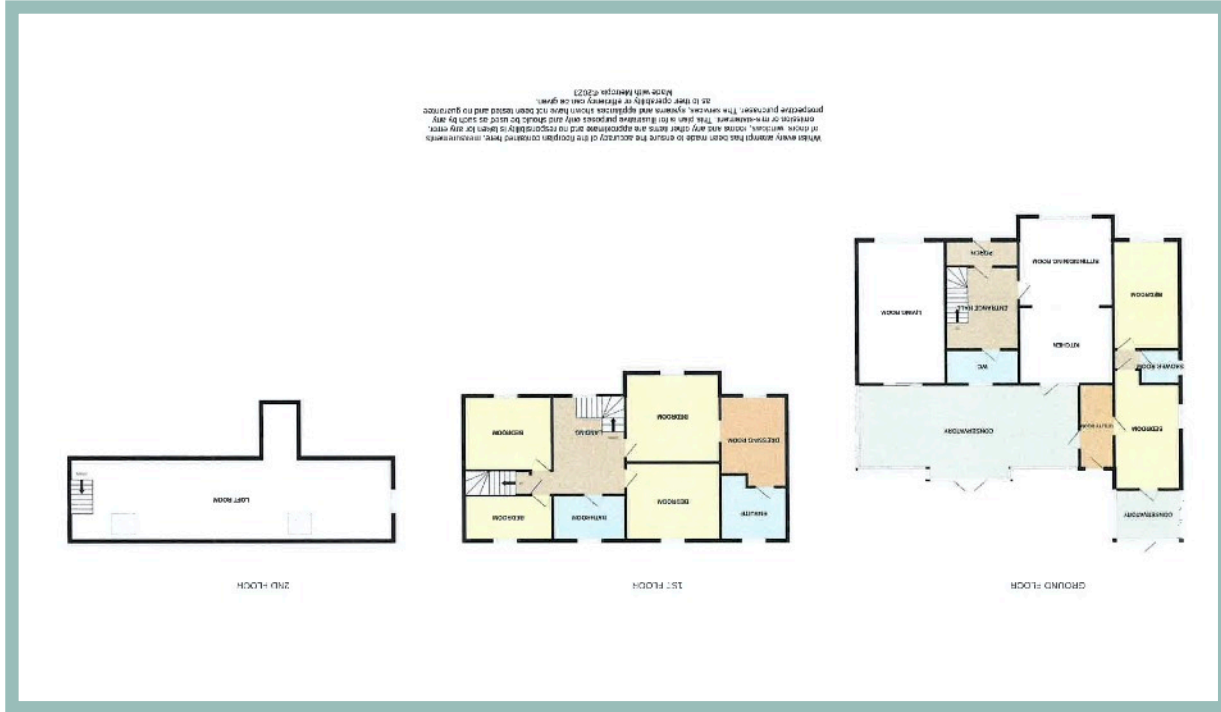 GROUND FLOOR
1ST FLOOR
2ND FLOOR
CONSERVATORY
BEDROOM
UTILITY ROOM
CONSERVATORY
SHOWER ROOM
WC
KITCHEN
BEDROOM
ENTRANCE HALL
LIVING ROOM
SITTING/DINING ROOM
PORCH
ENSUITE
BEDROOM
BATHROOM
BEDROOM
DRESSING ROOM
BEDROOM
LANDING
BEDROOM
LOFT ROOM
Whilst every attempt has been made to ensure the accuracy of the floorplan contained here, measurements
of doors, windows, rooms and any other items are approximate and no responsibility is taken for any error,
omission or mis-statement. This plan is for illustrative purposes only and should be used as such by any
prospective purchaser. The services, systems and appliances shown have not been tested and no guarantee
as to their operability or efficiency can be given.
Made with Metropix ©2023